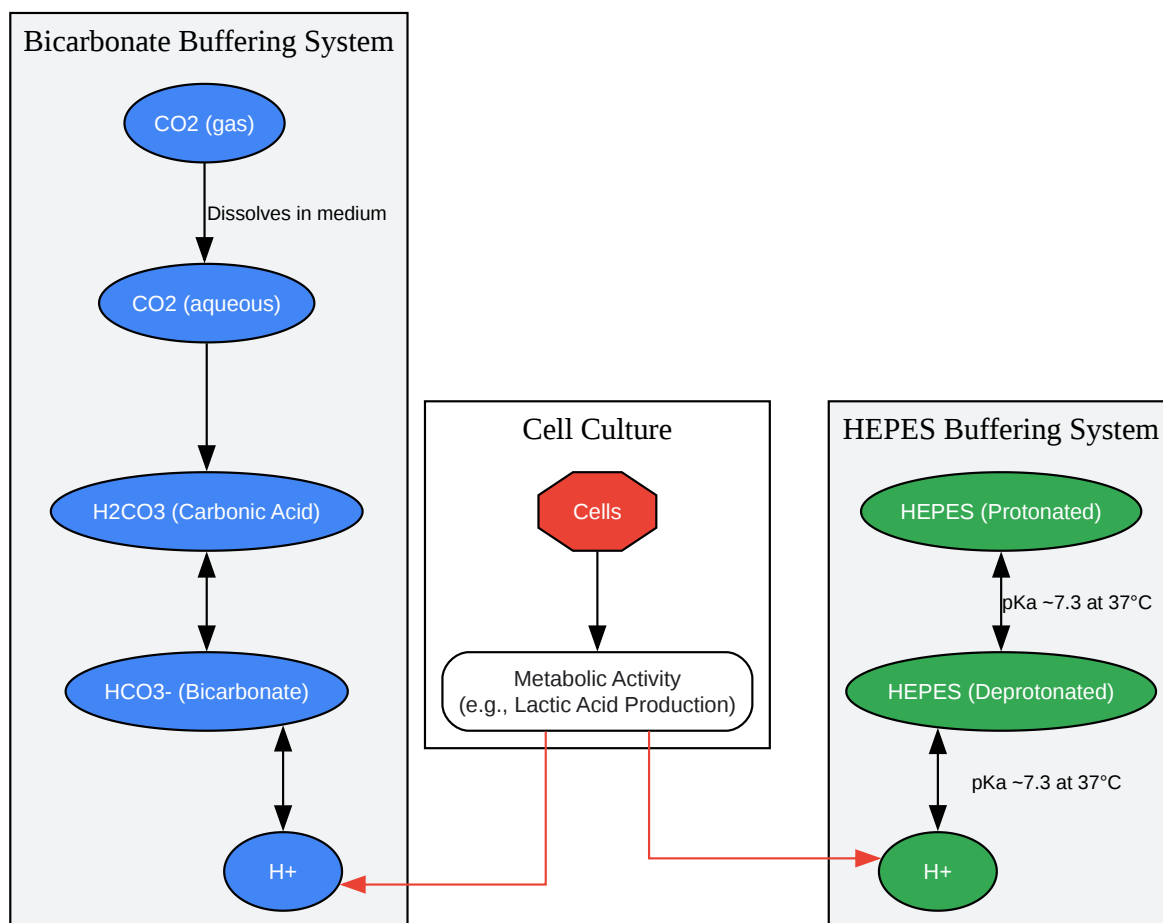 Bicarbonate Buffering System
CO2 (gas)
Dissolves in medium
CO2 (aqueous)
H2CO3 (Carbonic Acid)
HCO3- (Bicarbonate)
H+
Cell Culture
Cells
Metabolic Activity
(e.g., Lactic Acid Production)
HEPES Buffering System
HEPES (Protonated)
pKa ~7.3 at 37°C
HEPES (Deprotonated)
pKa ~7.3 at 37°C
H+